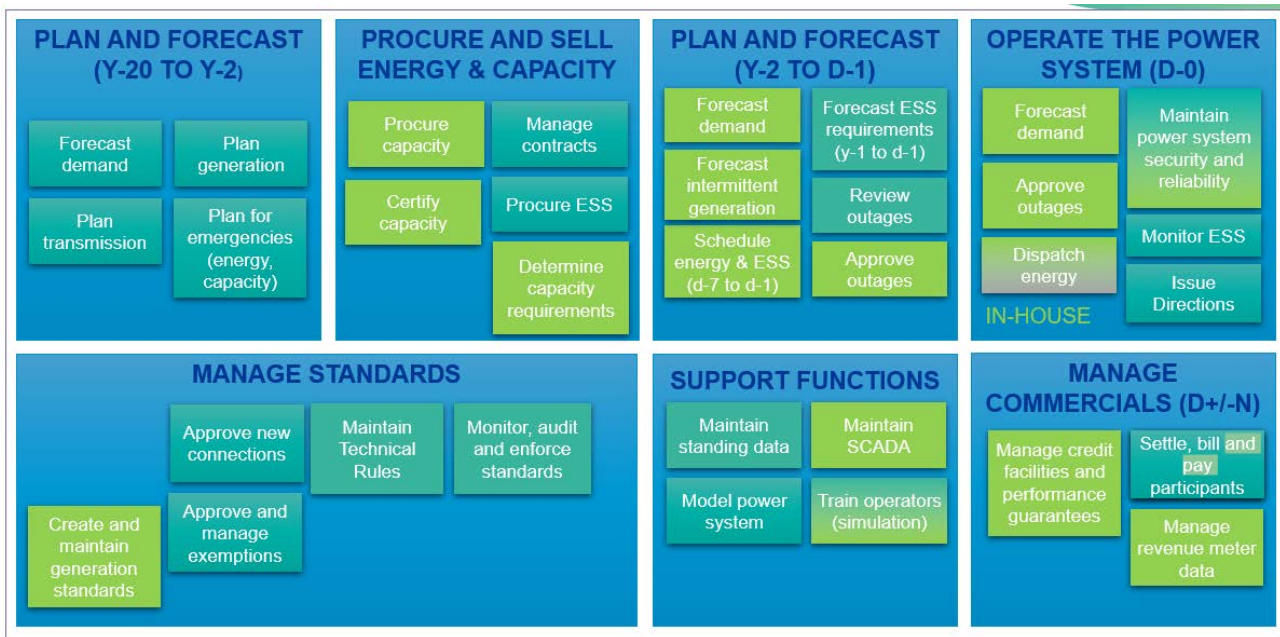 PLAN AND FORECAST
(Y-20 TO Y-2)
Forecast
demand
Plan
generation
Plan
transmission
Plan for
emergencies
(energy,
capacity)
PROCURE AND SELL
ENERGY & CAPACITY
Procure
capacity
Manage
contracts
Certify
capacity
Procure ESS
Determine
capacity
requirements
PLAN AND FORECAST
(Y-2 TO D-1)
Forecast
demand
Forecast ESS
requirements
(y-1 to d-1)
Forecast
intermittent
generation
Review
outages
Schedule
energy & ESS
(d-7 to d-1)
Approve
outages
OPERATE THE POWER
SYSTEM (D-0)
Forecast
demand
Maintain
power system
security and
reliability
Approve
outages
Monitor ESS
Dispatch
energy
Issue
Directions
IN-HOUSE
MANAGE STANDARDS
Approve new
connections
Maintain
Technical
Rules
Monitor, audit
and enforce
standards
Create and
maintain
generation
standards
Approve and
manage
exemptions
SUPPORT FUNCTIONS
Maintain
standing data
Maintain
SCADA
Model power
system
Train operators
(simulation)
MANAGE
COMMERCIALS (D+/-N)
Manage credit
facilities and
performance
guarantees
Settle, bill and
pay
participants
Manage
revenue meter
data